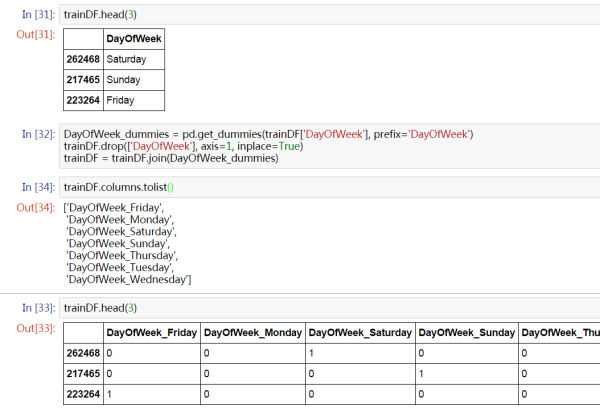 In [31]: trainDF.head(3)
Out[31]:
DayOfWeek
262468 Saturday
217465 Sunday
223264 Friday
In [32]: DayOfWeek_dummies = pd.get_dummies(trainDF['DayOfWeek'], prefix='DayOfWeek')
trainDF.drop(['DayOfWeek'], axis=1, inplace=True)
trainDF = trainDF.join(DayOfWeek_dummies)
In [34]: trainDF.columns.tolist()
Out[34]: ['DayOfWeek_Friday',
'DayOfWeek_Monday',
'DayOfWeek_Saturday',
'DayOfWeek_Sunday',
'DayOfWeek_Thursday',
'DayOfWeek_Tuesday',
'DayOfWeek_Wednesday']
In [33]: trainDF.head(3)
Out[33]:
DayOfWeek_Friday DayOfWeek_Monday DayOfWeek_Saturday DayOfWeek_Sunday DayOfWeek_Thu
262468 0 0 1 0 0
217465 0 0 0 1 0
223264 1 0 0 0 0